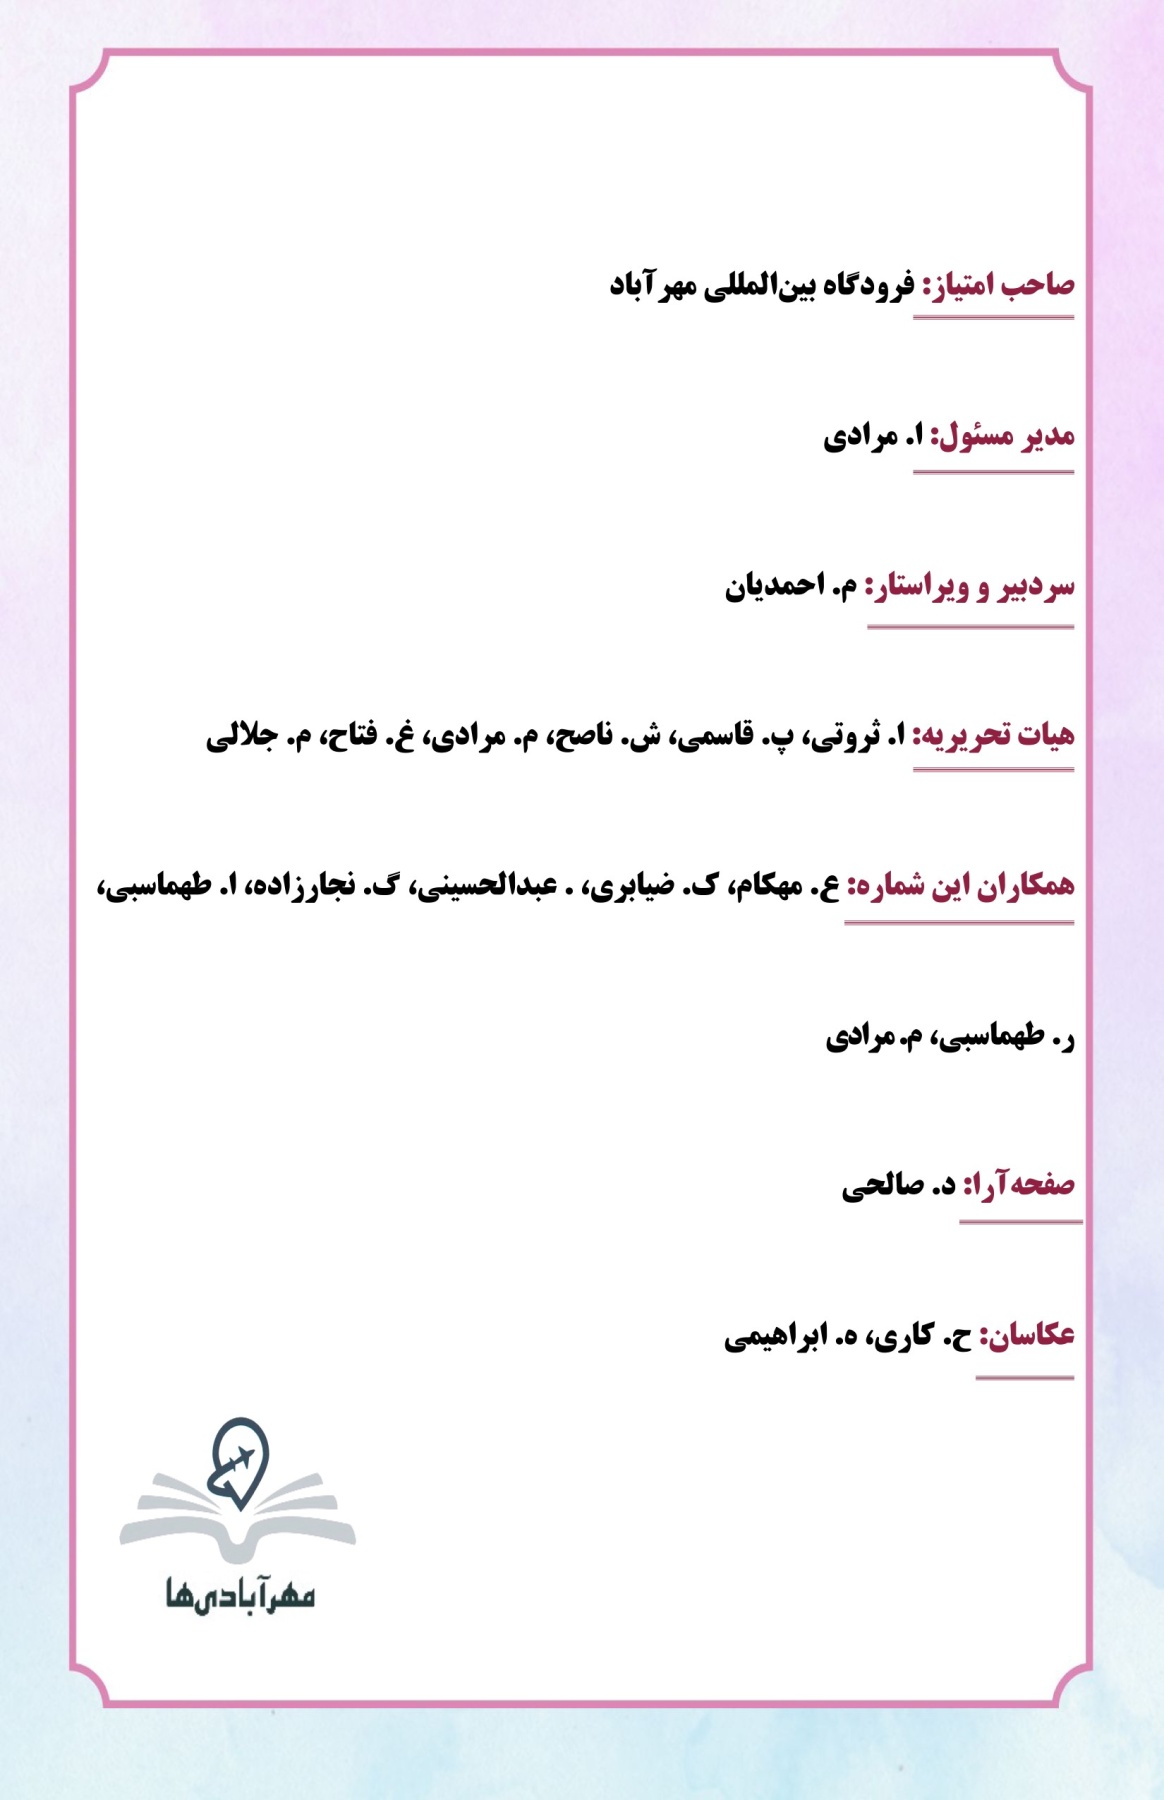 صاحب امتیاز: فرودگاه بین‌المللی مهرآباد
مدیر مسئول: ا. مرادی
سردبیر و ویراستار: م. احمدیان
هیات تحریریه: ا. ثروتی، پ. قاسمی، ش. ناصح، م. مرادی، غ. فتاح، م. جلالی
همکاران این شماره: ع. مهکام، ک. ضیابری، . عبدالحسینی، گ. نجارزاده، ا. طهماسبی،
ر. طهماسبی، م. مرادی
صفحه‌آرا: د. صالحی
عکاسان: ح. کاری، ه. ابراهیمی
مهرآبادی‌ها